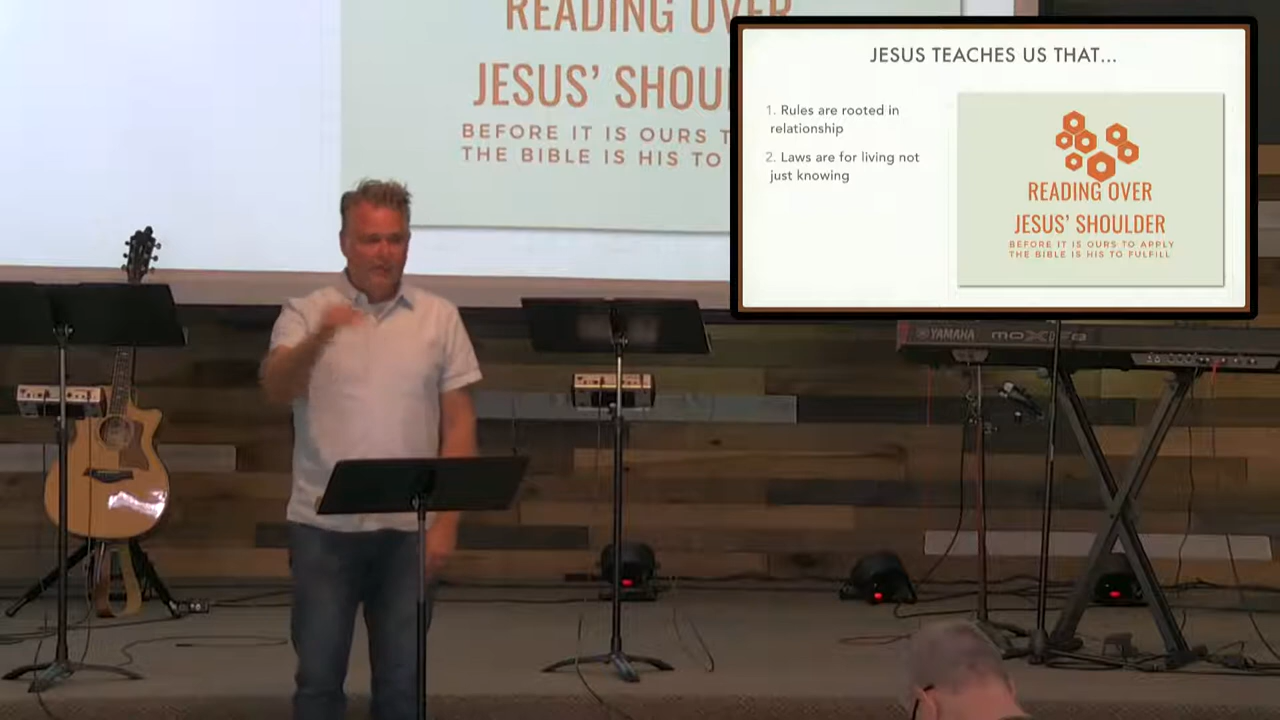 READING OVER
JESUS' SHOUL
BEFORE IT IS OURS T
THE BIBLE IS HIS TO
JESUS TEACHES US THAT...
1. Rules are rooted in
relationship
2. Laws are for living not
just knowing
READING OVER
JESUS' SHOULDER
BEFORE IT IS OURS TO APPLY
THE BIBLE IS HIS TO FULFILL
YAMAHA MOXF8